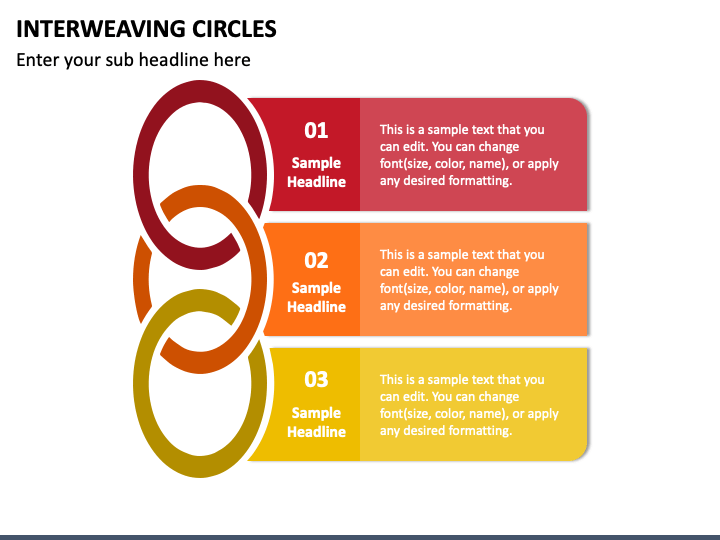 INTERWEAVING CIRCLES
Enter your sub headline here
01
Sample
Headline
This is a sample text that you
can edit. You can change
font(size, color, name), or apply
any desired formatting.
02
Sample
Headline
This is a sample text that you
can edit. You can change
font(size, color, name), or apply
any desired formatting.
03
Sample
Headline
This is a sample text that you
can edit. You can change
font(size, color, name), or apply
any desired formatting.